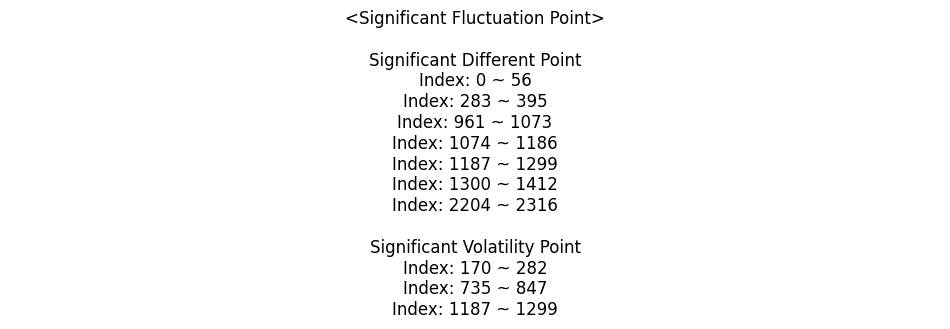 <Significant Fluctuation Point>
Significant Different Point
Index: 0 ~ 56
Index: 283 ~ 395
Index: 961 ~ 1073
Index: 1074 ~ 1186
Index: 1187 ~ 1299
Index: 1300 ~ 1412
Index: 2204 ~ 2316
Significant Volatility Point
Index: 170 ~ 282
Index: 735 ~ 847
Index: 1187 ~ 1299